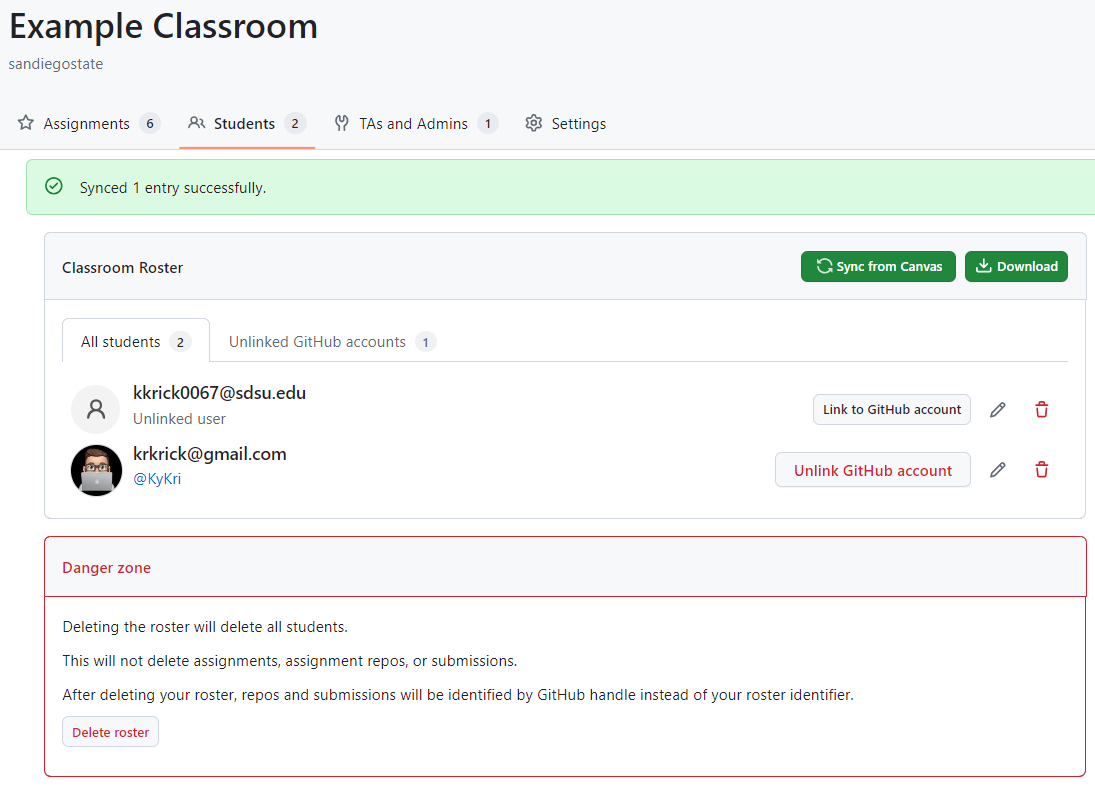 Example Classroom
sandiegostate
Assignments 6 Students 2 TAs and Admins 1 Settings
Synced 1 entry successfully.
Classroom Roster Sync from Canvas Download
All students 2 Unlinked GitHub accounts 1
kkrick0067@sdsu.edu
Unlinked user Link to GitHub account
krkrick@gmail.com
@KyKri Unlink GitHub account
Danger zone
Deleting the roster will delete all students.
This will not delete assignments, assignment repos, or submissions.
After deleting your roster, repos and submissions will be identified by GitHub handle instead of your roster identifier.
Delete roster